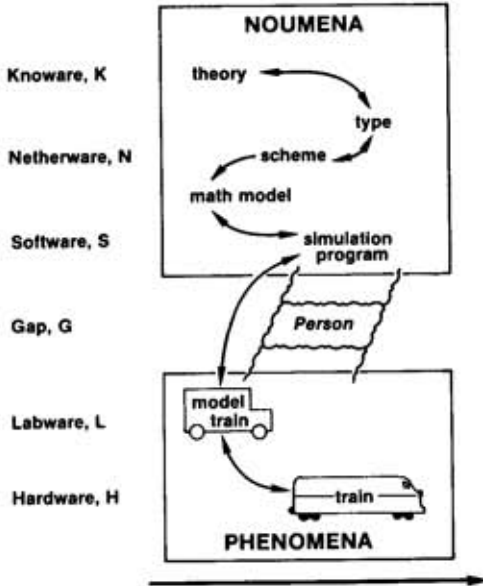 NOUMENA
Knoware, K
theory
type
Netherware, N
scheme
math model
Software, S
simulation
program
Gap, G
Person
Labware, L
model
train
Hardware, H
train
PHENOMENA